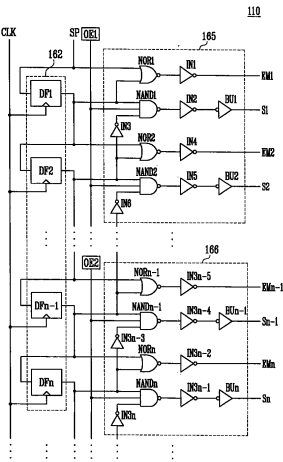 110
CLK
162
SP
OE1
165
NOR1
IN1
EM1
DF1
NAND1
IN2
BU1
S1
IN3
NOR2
IN4
EM2
DF2
NAND2
IN5
BU2
S2
IN6
OE2
166
NORn-1
IN3n-5
EMn-1
DFn-1
NANDn-1
IN3n-4
BUn-1
Sn-1
IN3n-3
NORn
IN3n-2
EMn
DFn
NANDn
IN3n-1
BUn
Sn
IN3n